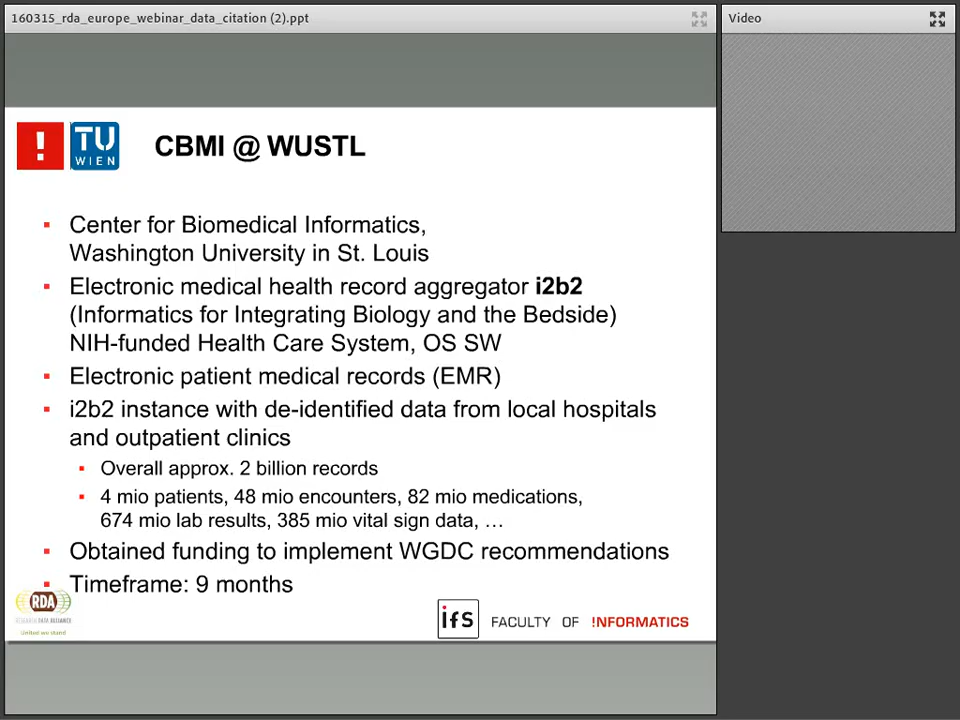 160315_rda_europe_webinar_data_citation (2).ppt
Video
!
TU
WIEN
CBMI @ WUSTL
▪ Center for Biomedical Informatics,
Washington University in St. Louis
▪ Electronic medical health record aggregator i2b2
(Informatics for Integrating Biology and the Bedside)
NIH-funded Health Care System, OS SW
▪ Electronic patient medical records (EMR)
▪ i2b2 instance with de-identified data from local hospitals
and outpatient clinics
▪ Overall approx. 2 billion records
▪ 4 mio patients, 48 mio encounters, 82 mio medications,
674 mio lab results, 385 mio vital sign data, …
▪ Obtained funding to implement WGDC recommendations
▪ Timeframe: 9 months
RDA
RESEARCH DATA ALLIANCE
ifs
FACULTY OF !NFORMATICS